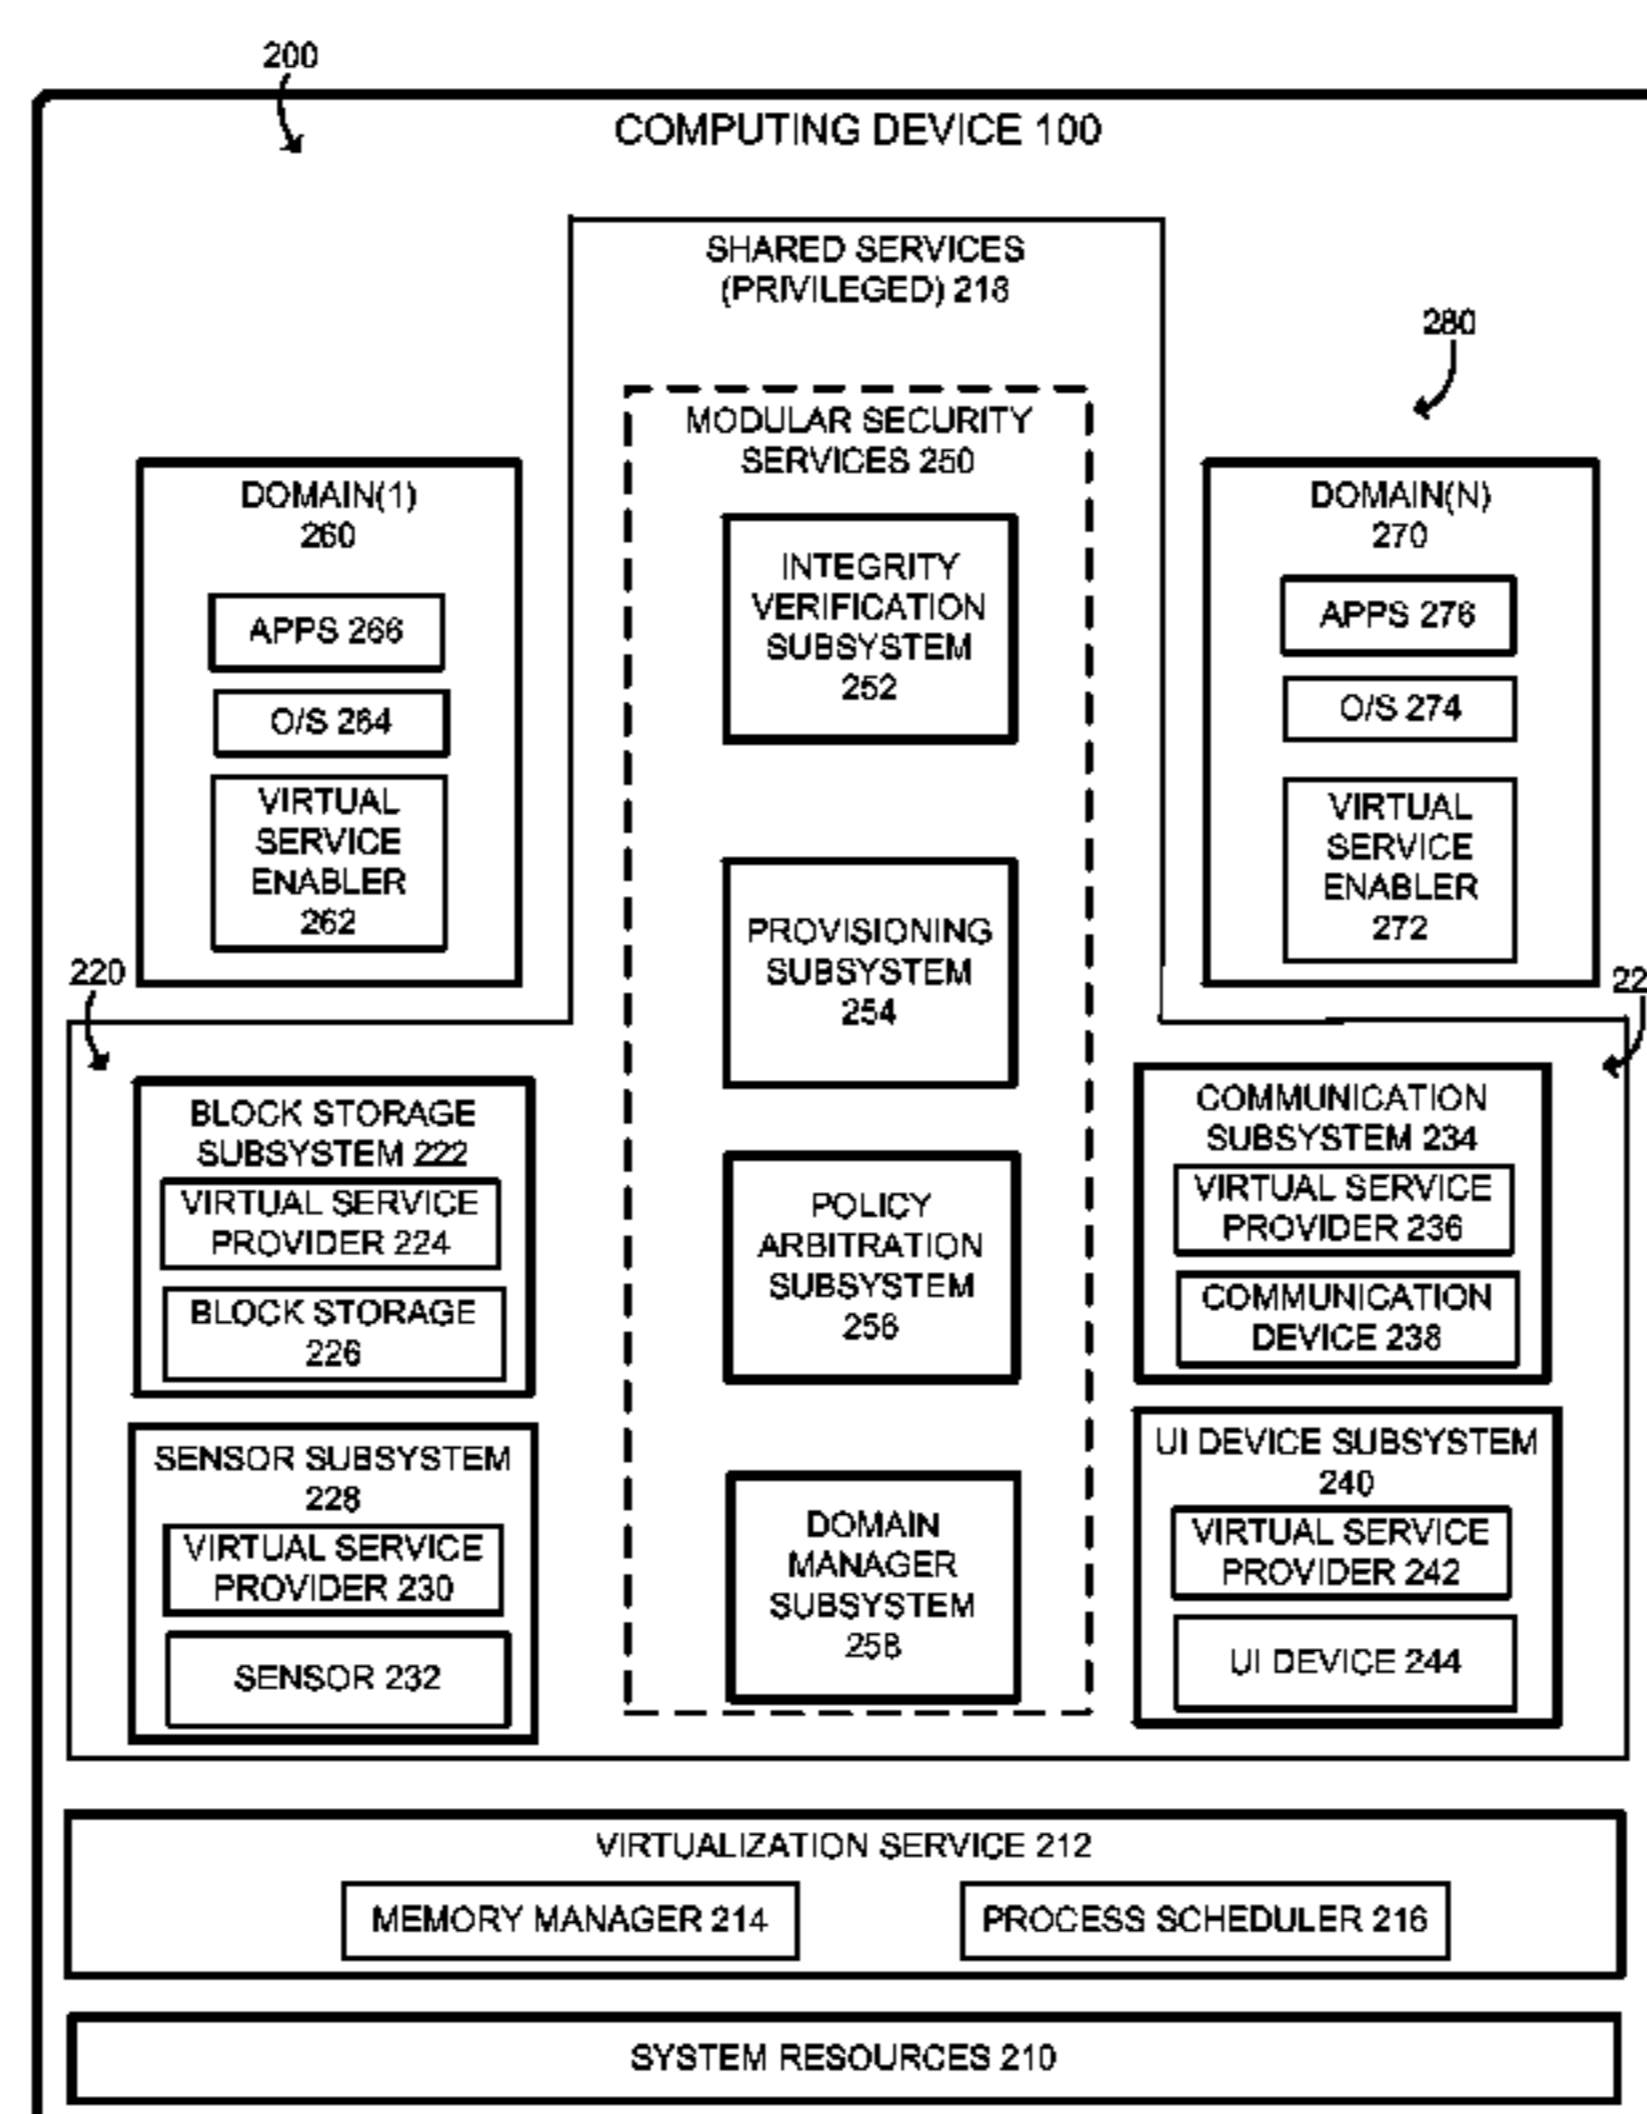 200
COMPUTING DEVICE 100
SHARED SERVICES
(PRIVILEGED) 218
280
MODULAR SECURITY
SERVICES 250
DOMAIN(1)
260
APPS 266
O/S 264
VIRTUAL
SERVICE
ENABLER
262
INTEGRITY
VERIFICATION
SUBSYSTEM
252
DOMAIN(N)
270
APPS 276
O/S 274
VIRTUAL
SERVICE
ENABLER
272
PROVISIONING
SUBSYSTEM
254
220
22
BLOCK STORAGE
SUBSYSTEM 222
VIRTUAL SERVICE
PROVIDER 224
BLOCK STORAGE
226
POLICY
ARBITRATION
SUBSYSTEM
256
COMMUNICATION
SUBSYSTEM 234
VIRTUAL SERVICE
PROVIDER 236
COMMUNICATION
DEVICE 238
SENSOR SUBSYSTEM
228
VIRTUAL SERVICE
PROVIDER 230
SENSOR 232
DOMAIN
MANAGER
SUBSYSTEM
258
UI DEVICE SUBSYSTEM
240
VIRTUAL SERVICE
PROVIDER 242
UI DEVICE 244
VIRTUALIZATION SERVICE 212
MEMORY MANAGER 214
PROCESS SCHEDULER 216
SYSTEM RESOURCES 210